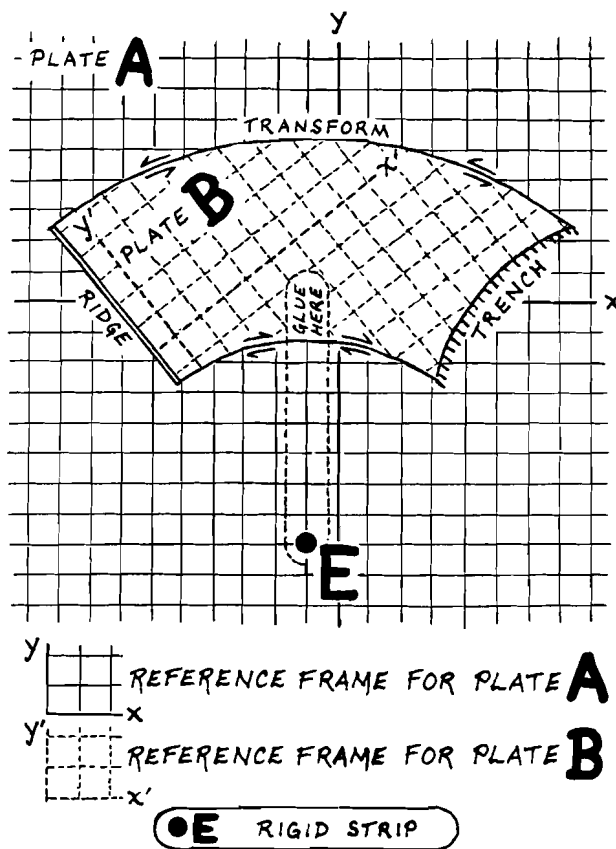 y
PLATE A
TRANSFORM
x'
y'
PLATE B
GLUE HERE
RIDGE
TRENCH
x
E
y
x
REFERENCE FRAME FOR PLATE A
y'
x'
REFERENCE FRAME FOR PLATE B
E RIGID STRIP